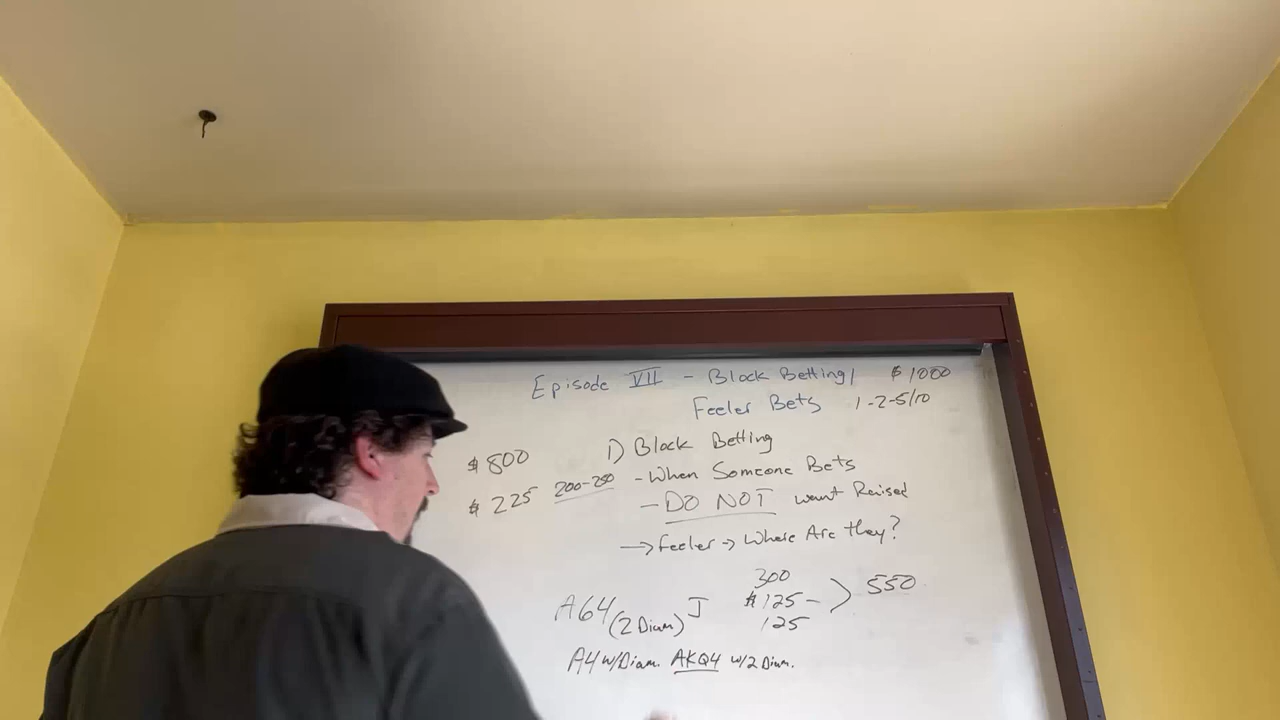 Episode VII - Block Betting/ $1000
Feeler Bets 1-2-5/10
1) Block Betting
$800
- When Someone Bets
$225 200-250
- DO NOT want Raised
→ Feeler → Where Are they?
300
A64 (2 Diam) J $125 - ) 550
125
A4 w/Diam. AKQ4 w/2 Diam.